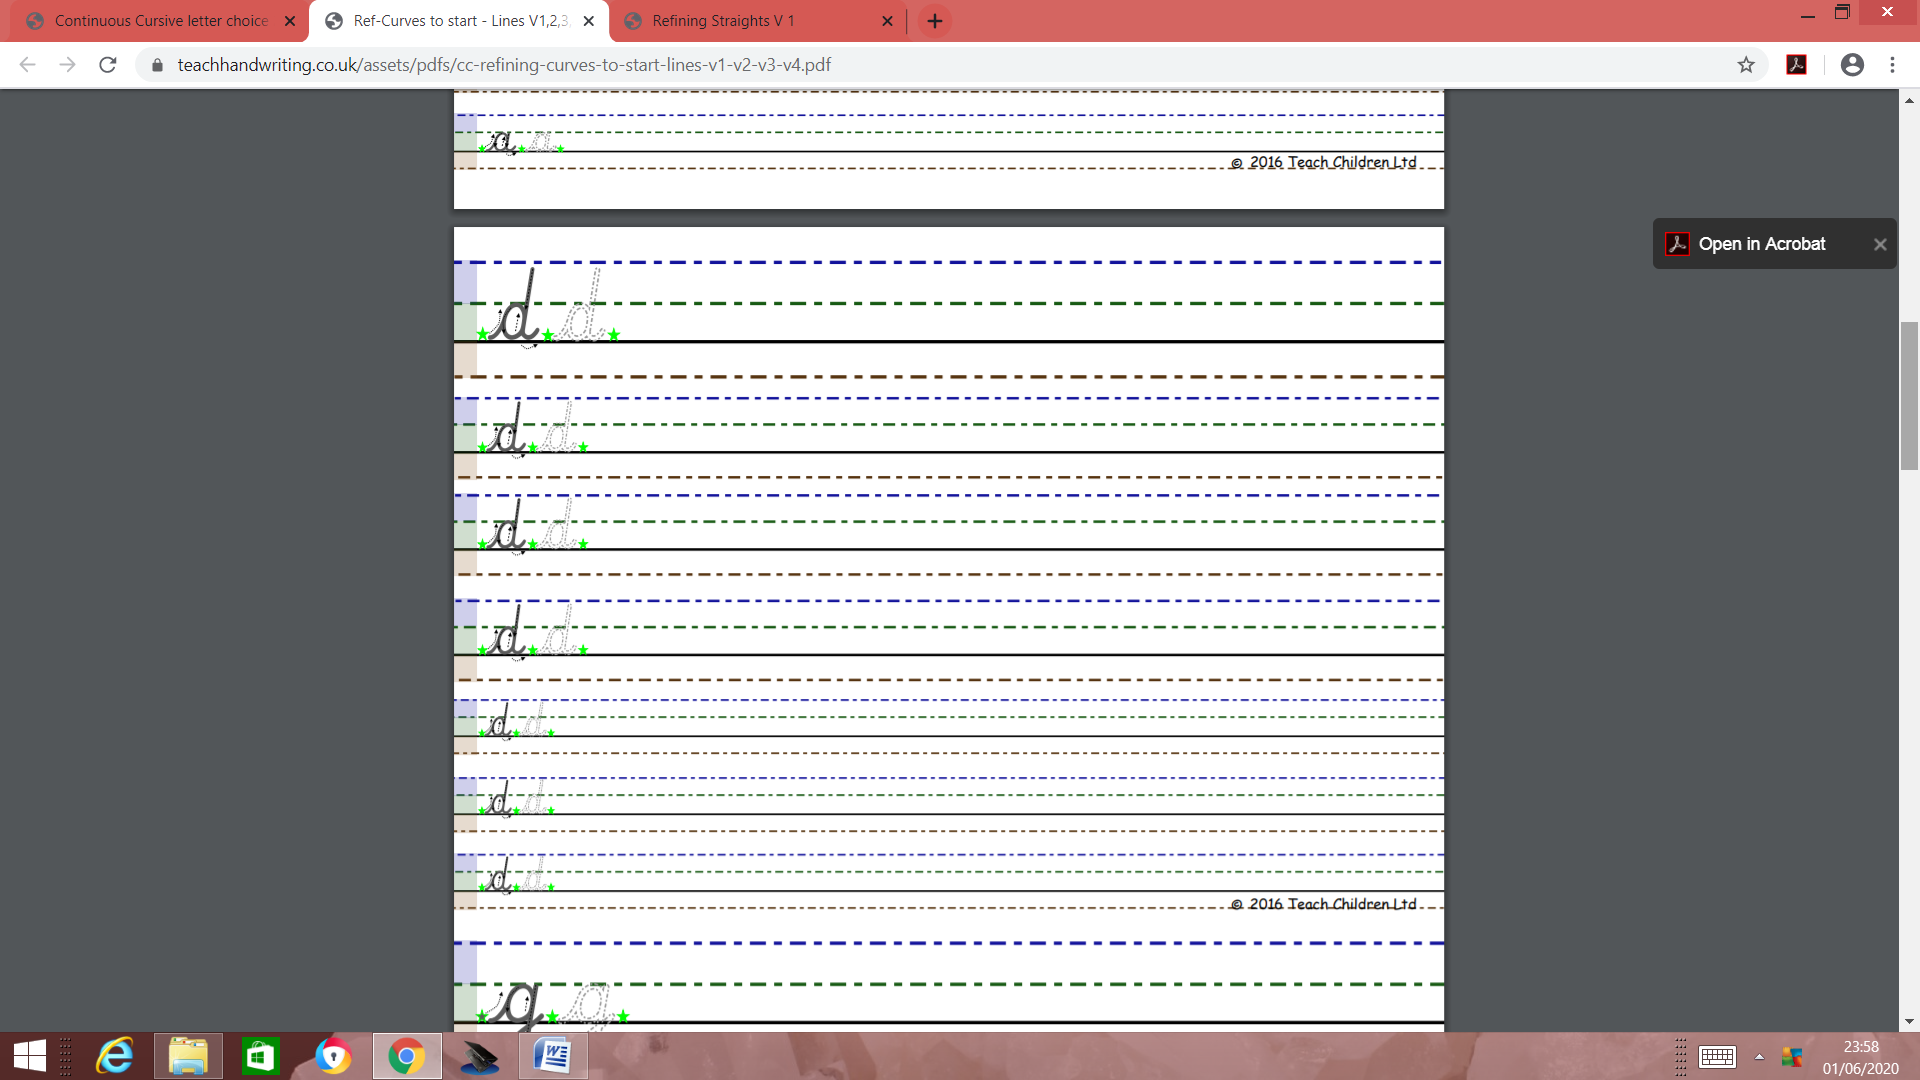 Continuous Cursive letter choice
Ref-Curves to start - Lines V1,2,3,
Refining Straights V 1
teachhandwriting.co.uk/assets/pdfs/cc-refining-curves-to-start-lines-v1-v2-v3-v4.pdf
a a
© 2016 Teach Children Ltd
Open in Acrobat
d d
d d
d d
d d
d d
d d
d d
© 2016 Teach Children Ltd
g g
23:58
01/06/2020